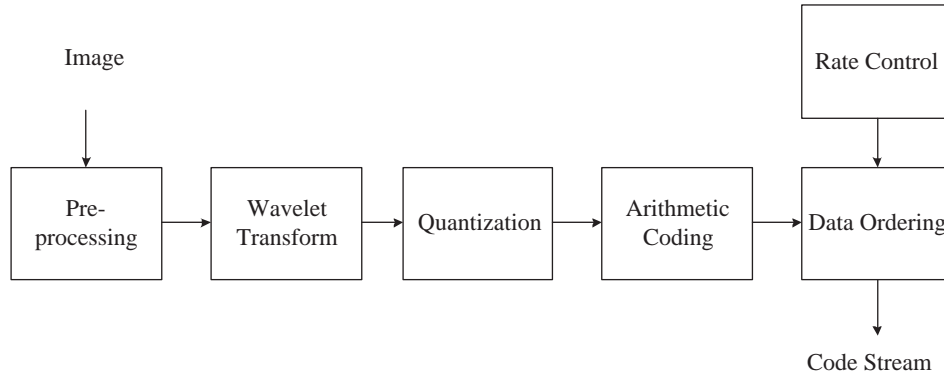 Image
Rate Control
Pre-
processing
Wavelet
Transform
Quantization
Arithmetic
Coding
Data Ordering
Code Stream